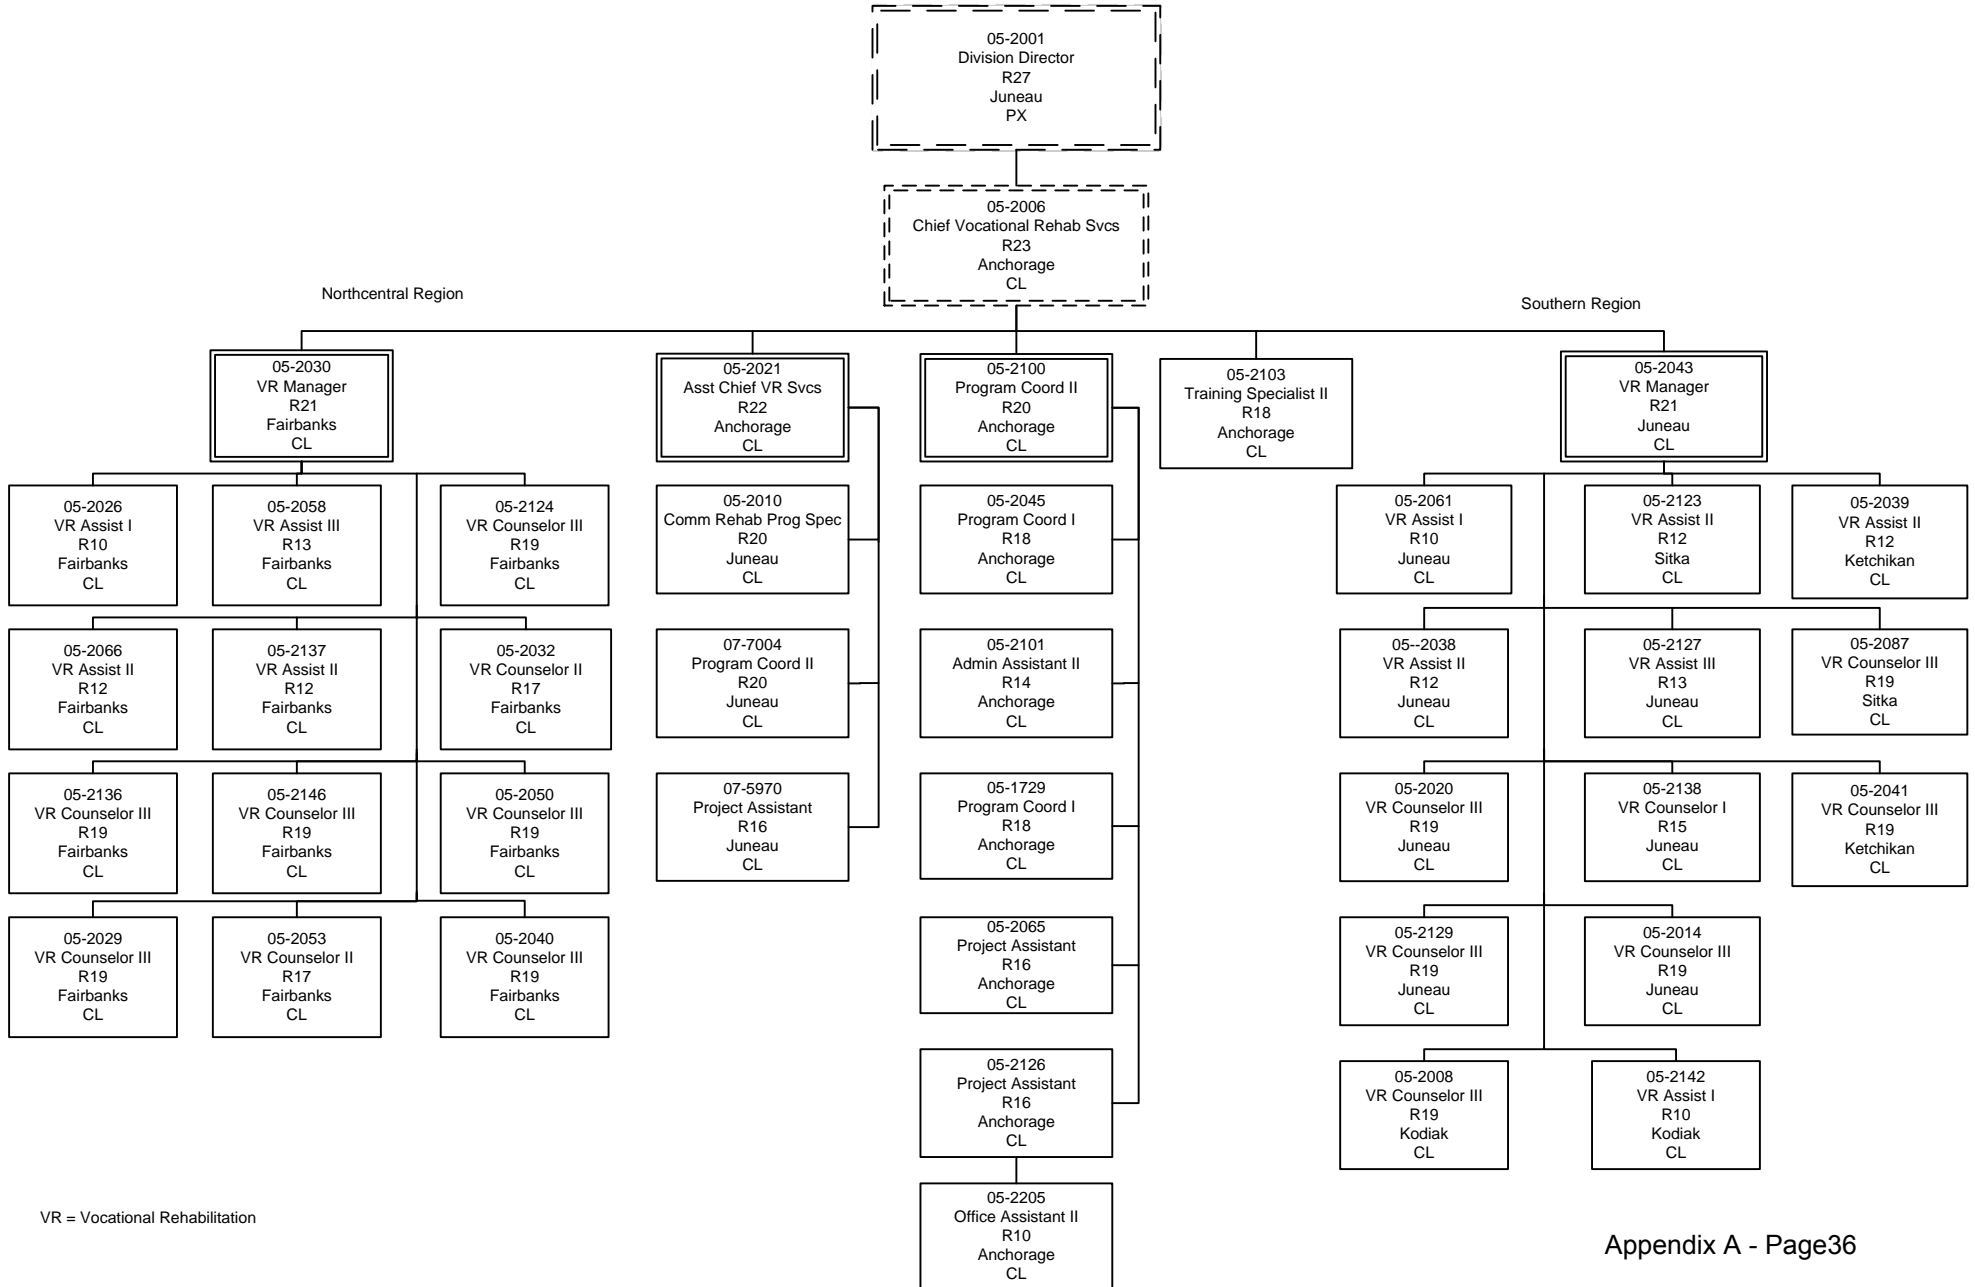 05-2001
Division Director
R27
Juneau
PX
05-2006
Chief Vocational Rehab Svcs
R23
Anchorage
CL
Northcentral Region
Southern Region
05-2030
VR Manager
R21
Fairbanks
CL
05-2021
Asst Chief VR Svcs
R22
Anchorage
CL
05-2100
Program Coord II
R20
Anchorage
CL
05-2103
Training Specialist II
R18
Anchorage
CL
05-2043
VR Manager
R21
Juneau
CL
05-2026
VR Assist I
R10
Fairbanks
CL
05-2058
VR Assist III
R13
Fairbanks
CL
05-2124
VR Counselor III
R19
Fairbanks
CL
05-2010
Comm Rehab Prog Spec
R20
Juneau
CL
05-2045
Program Coord I
R18
Anchorage
CL
05-2061
VR Assist I
R10
Juneau
CL
05-2123
VR Assist II
R12
Sitka
CL
05-2039
VR Assist II
R12
Ketchikan
CL
05-2066
VR Assist II
R12
Fairbanks
CL
05-2137
VR Assist II
R12
Fairbanks
CL
05-2032
VR Counselor II
R17
Fairbanks
CL
07-7004
Program Coord II
R20
Juneau
CL
05-2101
Admin Assistant II
R14
Anchorage
CL
05--2038
VR Assist II
R12
Juneau
CL
05-2127
VR Assist III
R13
Juneau
CL
05-2087
VR Counselor III
R19
Sitka
CL
05-2136
VR Counselor III
R19
Fairbanks
CL
05-2146
VR Counselor III
R19
Fairbanks
CL
05-2050
VR Counselor III
R19
Fairbanks
CL
07-5970
Project Assistant
R16
Juneau
CL
05-1729
Program Coord I
R18
Anchorage
CL
05-2020
VR Counselor III
R19
Juneau
CL
05-2138
VR Counselor I
R15
Juneau
CL
05-2041
VR Counselor III
R19
Ketchikan
CL
05-2029
VR Counselor III
R19
Fairbanks
CL
05-2053
VR Counselor II
R17
Fairbanks
CL
05-2040
VR Counselor III
R19
Fairbanks
CL
05-2065
Project Assistant
R16
Anchorage
CL
05-2129
VR Counselor III
R19
Juneau
CL
05-2014
VR Counselor III
R19
Juneau
CL
05-2126
Project Assistant
R16
Anchorage
CL
05-2008
VR Counselor III
R19
Kodiak
CL
05-2142
VR Assist I
R10
Kodiak
CL
05-2205
Office Assistant II
R10
Anchorage
CL
VR = Vocational Rehabilitation
Appendix A - Page36